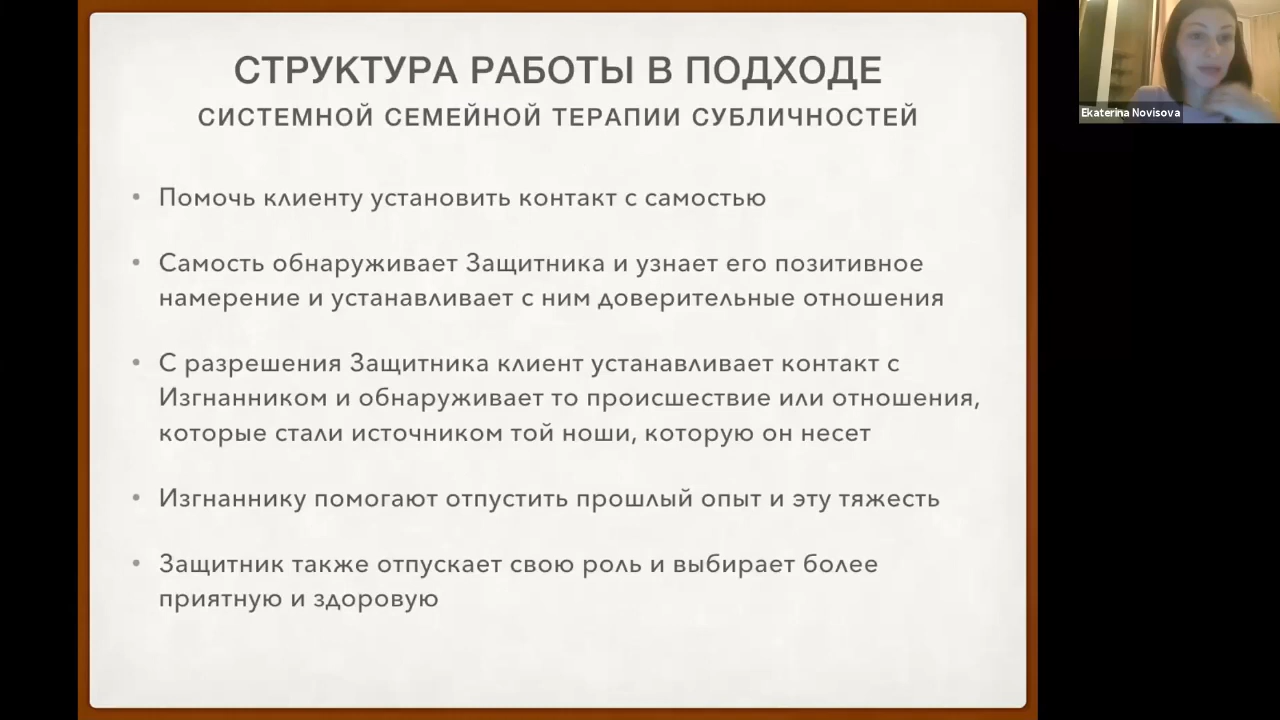 СТРУКТУРА РАБОТЫ В ПОДХОДЕ
СИСТЕМНОЙ СЕМЕЙНОЙ ТЕРАПИИ СУБЛИЧНОСТЕЙ
• Помочь клиенту установить контакт с самостью
• Самость обнаруживает Защитника и узнает его позитивное
намерение и устанавливает с ним доверительные отношения
• С разрешения Защитника клиент устанавливает контакт с
Изгнанником и обнаруживает то происшествие или отношения,
которые стали источником той ноши, которую он несет
• Изгнаннику помогают отпустить прошлый опыт и эту тяжесть
• Защитник также отпускает свою роль и выбирает более
приятную и здоровую
Ekaterina Novisova